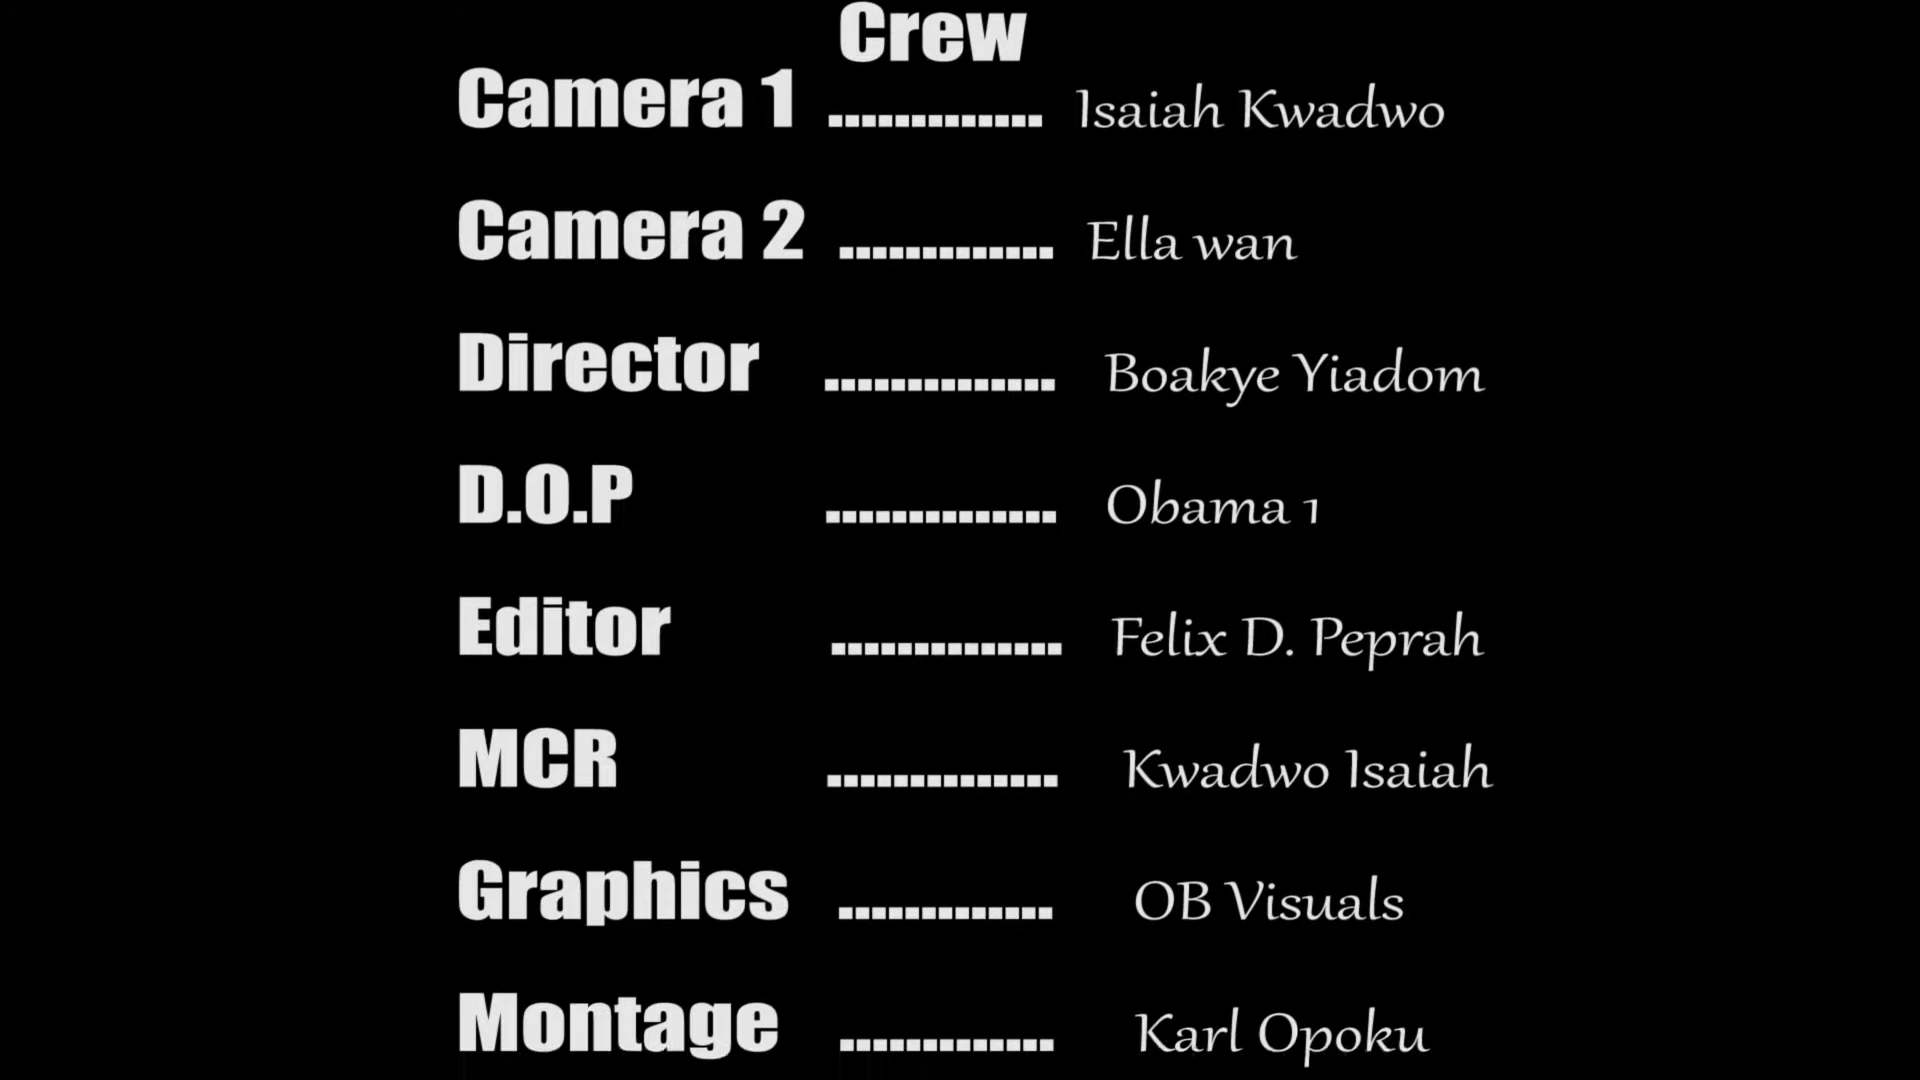 Crew
Camera 1 ............. Isaiah Kwadwo
Camera 2 ............. Ella wan
Director .............. Boakye Yiadom
D.O.P .............. Obama 1
Editor .............. Felix D. Peprah
MCR .............. Kwadwo Isaiah
Graphics ............. OB Visuals
Montage ............. Karl Opoku